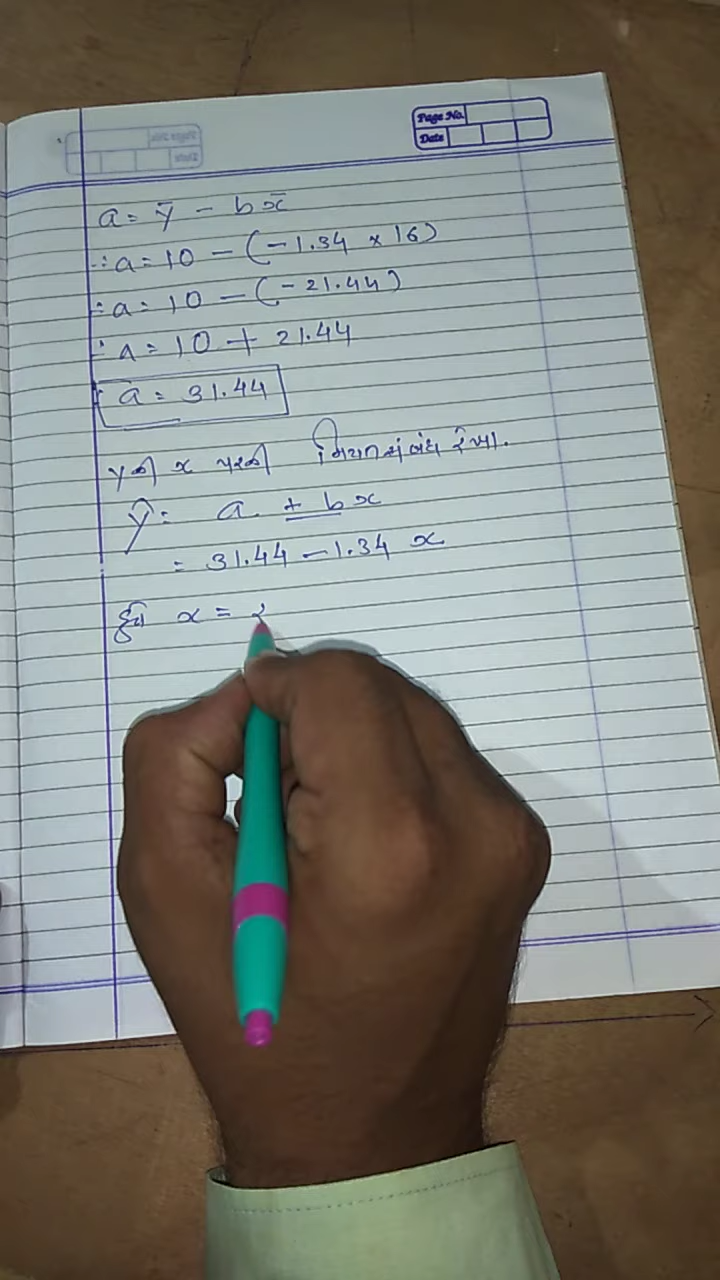 Page No.
Date
a = ȳ - b x̄
∴ a = 10 - (-1.34 × 16)
∴ a = 10 - (-21.44)
∴ a = 10 + 21.44
a = 31.44
y ની x પરની નિયતસંબંધ રેખા.
ŷ = a + bx
= 31.44 - 1.34 x
હવે x = 2